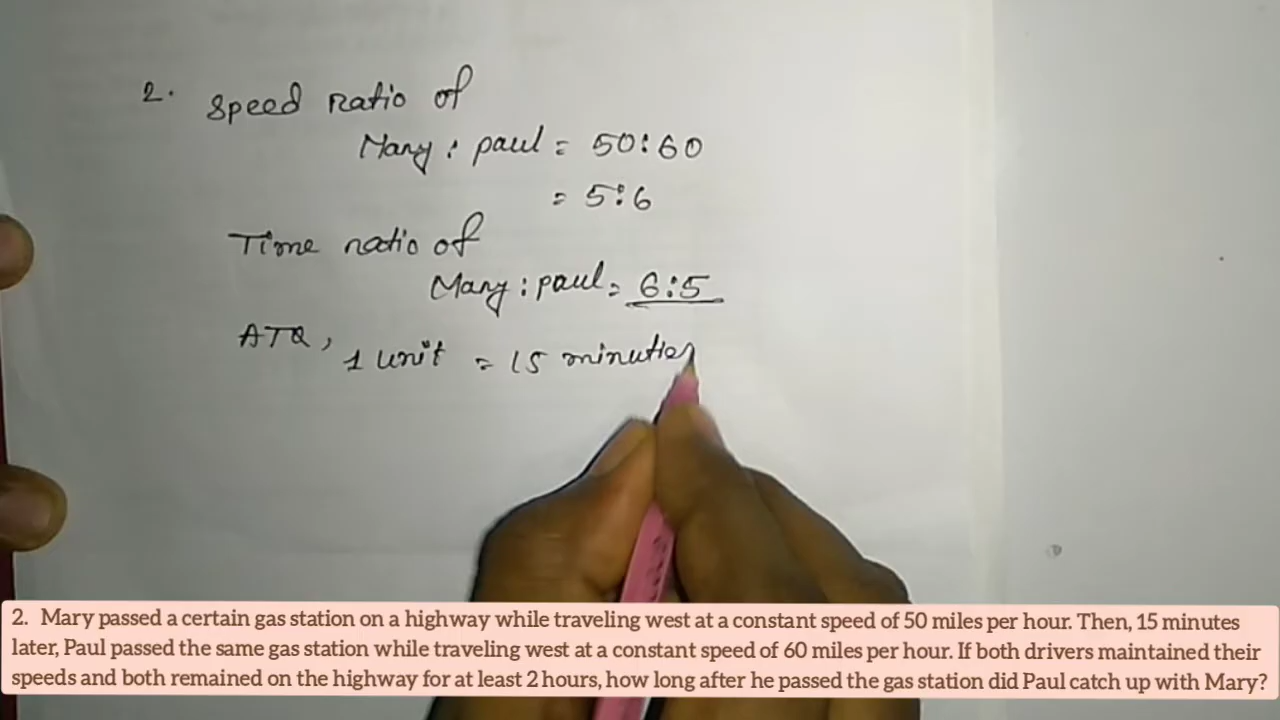 2. Speed Ratio of
Mary : paul = 50:60
= 5:6
Time ratio of
Mary : paul = 6:5
ATQ, 1 unit = 15 minuties
2. Mary passed a certain gas station on a highway while traveling west at a constant speed of 50 miles per hour. Then, 15 minutes
later, Paul passed the same gas station while traveling west at a constant speed of 60 miles per hour. If both drivers maintained their
speeds and both remained on the highway for at least 2 hours, how long after he passed the gas station did Paul catch up with Mary?